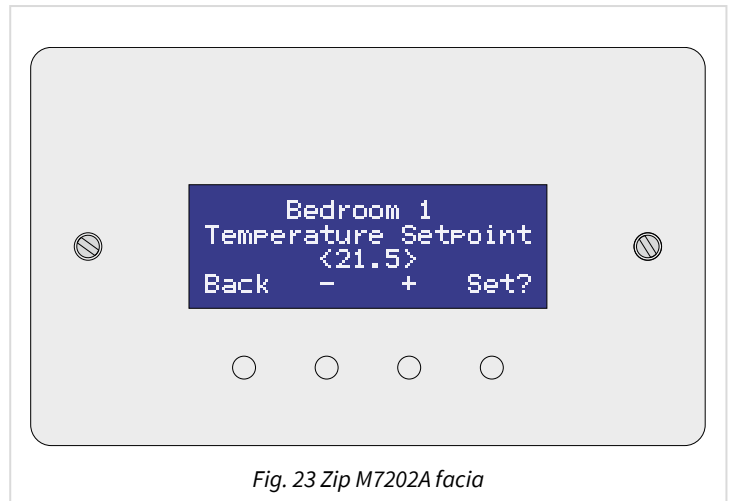 Bedroom 1
Temperature Setpoint
<21.5>
Back - + Set?
Fig. 23 Zip M7202A facia